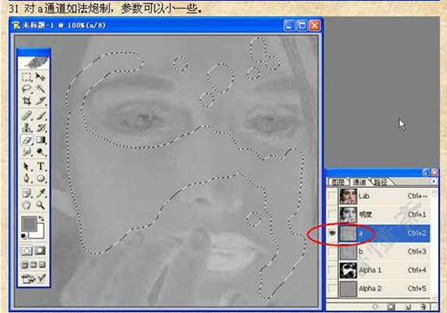 31 对a通道如法炮制，参数可以小一些。
未标题-1 @ 100% (a/8)
图层 通道 路径
Lab Ctrl+~
明度 Ctrl+1
a Ctrl+2
b Ctrl+3
Alpha 1 Ctrl+4
Alpha 2 Ctrl+5